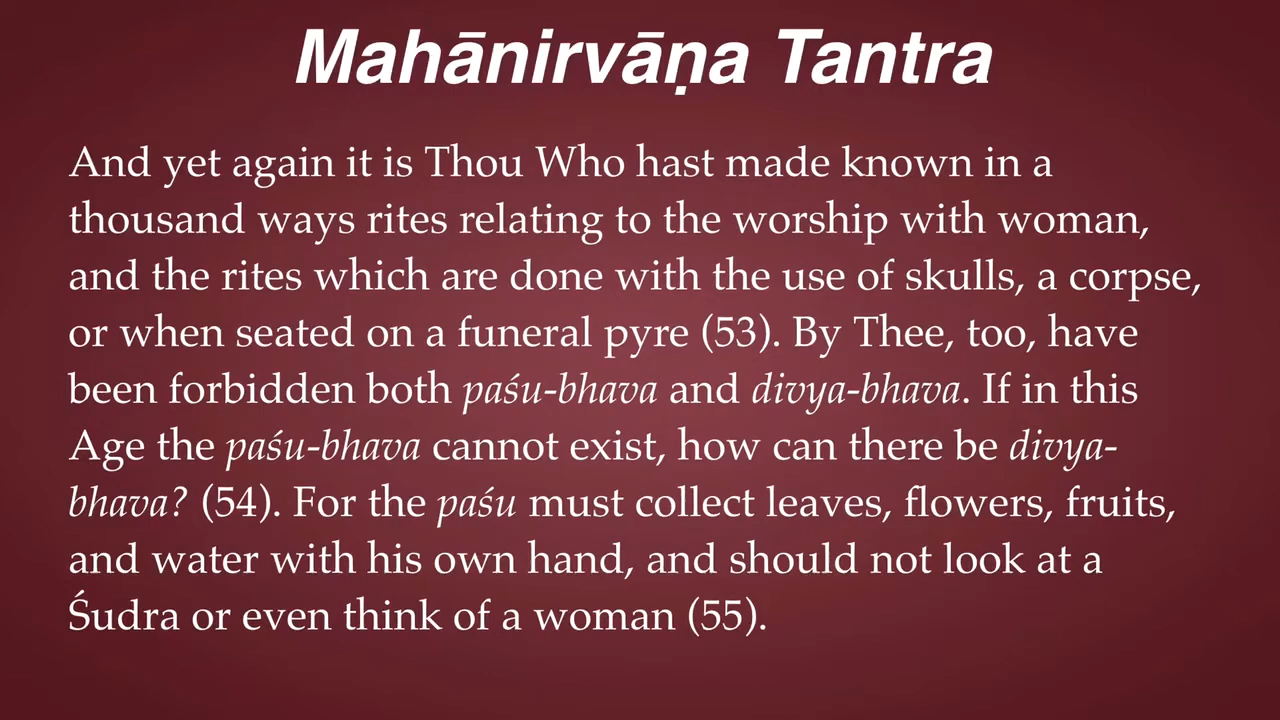 Mahānirvāṇa Tantra
And yet again it is Thou Who hast made known in a
thousand ways rites relating to the worship with woman,
and the rites which are done with the use of skulls, a corpse,
or when seated on a funeral pyre (53). By Thee, too, have
been forbidden both paśu-bhava and divya-bhava. If in this
Age the paśu-bhava cannot exist, how can there be divya-
bhava? (54). For the paśu must collect leaves, flowers, fruits,
and water with his own hand, and should not look at a
Śudra or even think of a woman (55).